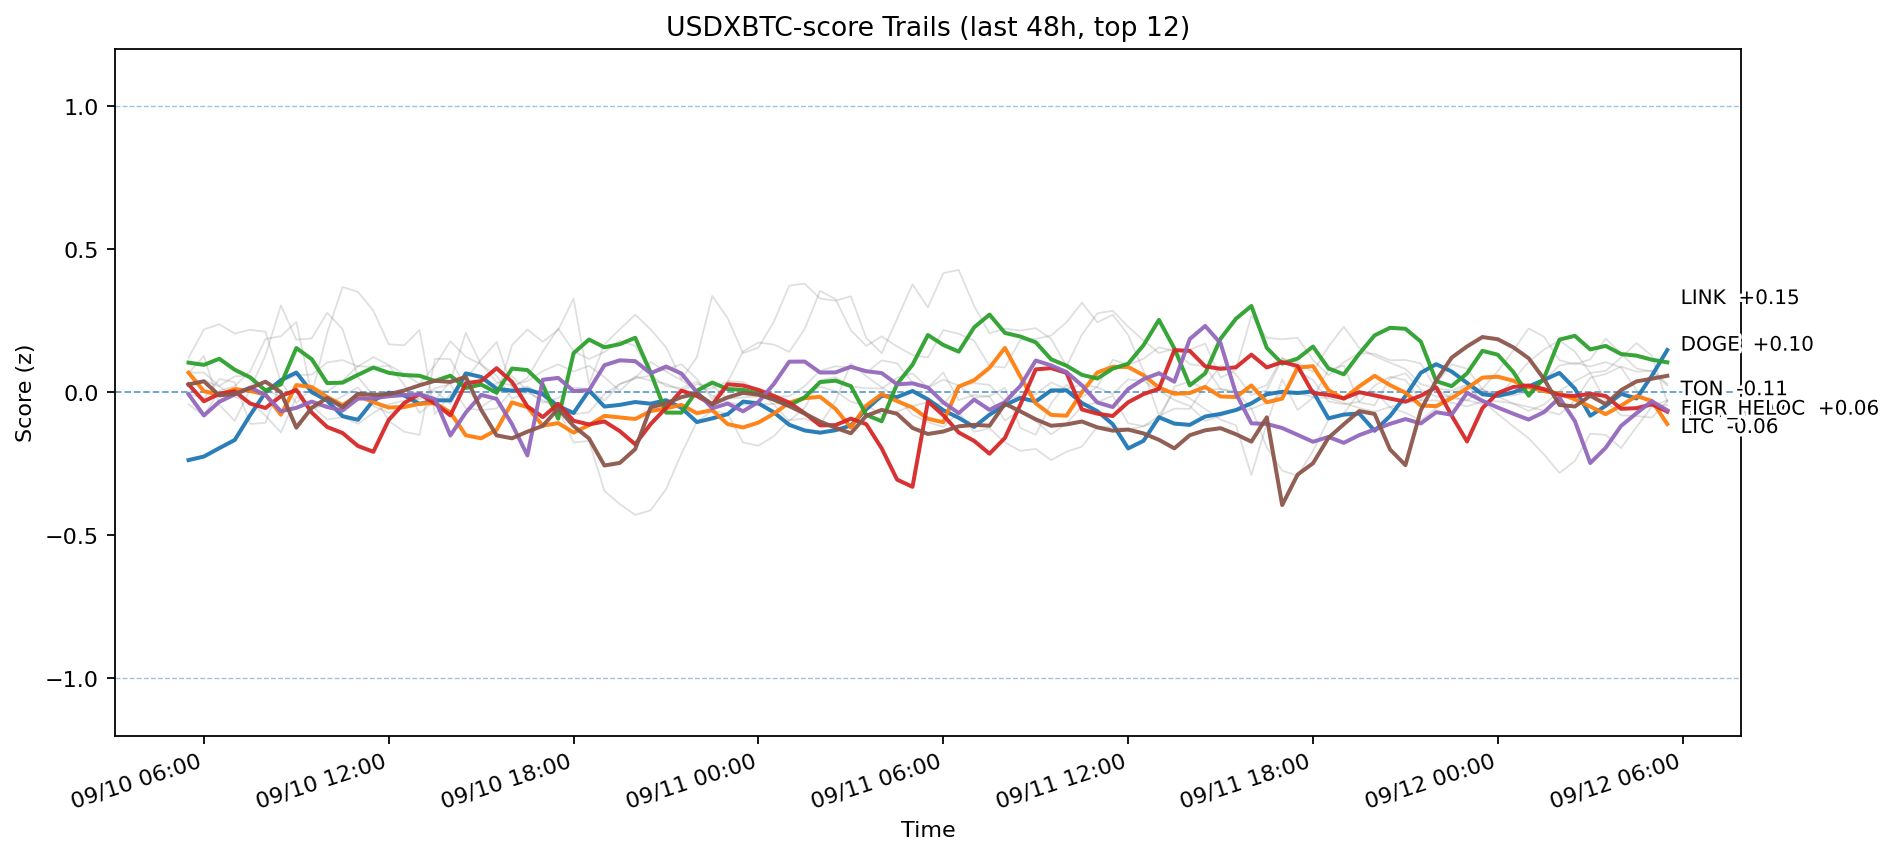 USDXBTC-score Trails (last 48h, top 12)
Score (z)
1.0
0.5
0.0
−0.5
−1.0
LINK +0.15
DOGE +0.10
TON -0.11
FIGR_HELOC +0.06
LTC -0.06
09/10 06:00
09/10 12:00
09/10 18:00
09/11 00:00
09/11 06:00
09/11 12:00
09/11 18:00
09/12 00:00
09/12 06:00
Time